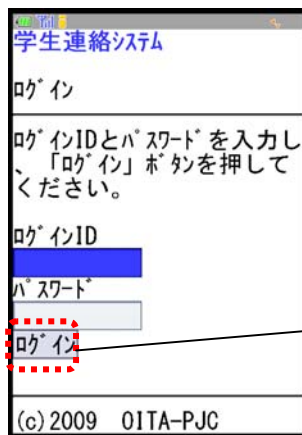 学生連絡ｼｽﾃﾑ
ﾛｸﾞｲﾝ
ﾛｸﾞｲﾝIDとﾊﾟｽﾜｰﾄﾞを入力し
、「ﾛｸﾞｲﾝ」ﾎﾞﾀﾝを押して
ください。
ﾛｸﾞｲﾝID
ﾊﾟｽﾜｰﾄﾞ
ﾛｸﾞｲﾝ
(c)2009 OITA-PJC